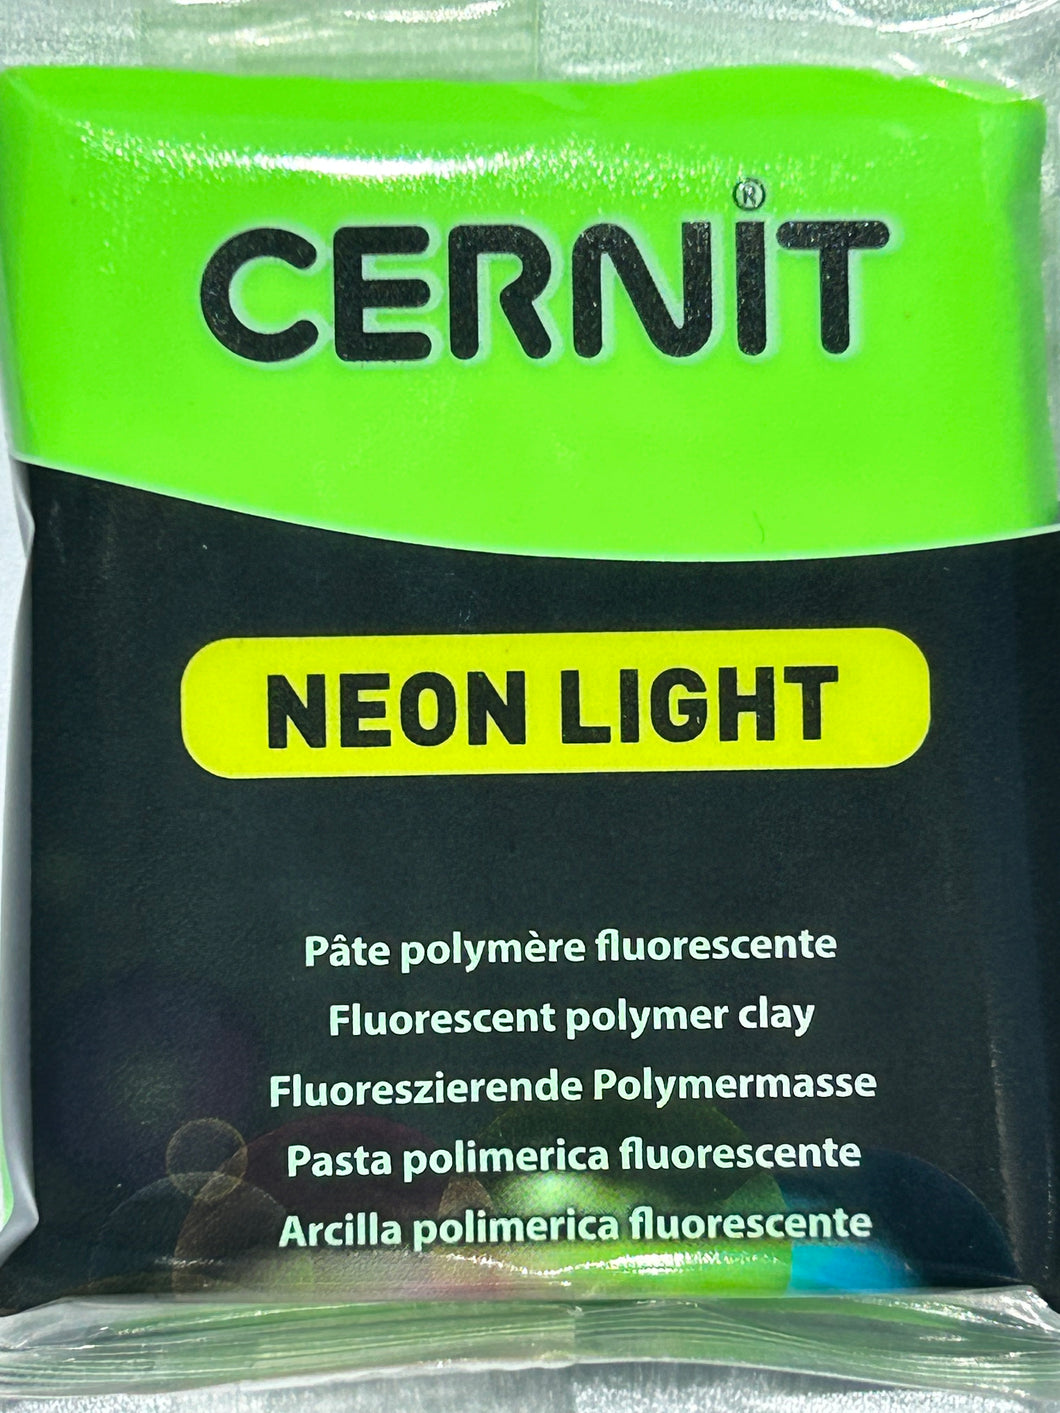 CERNiT®
NEON LIGHT
Pâte polymère fluorescente
Fluorescent polymer clay
Fluoreszierende Polymermasse
Pasta polimerica fluorescente
Arcilla polimerica fluorescente